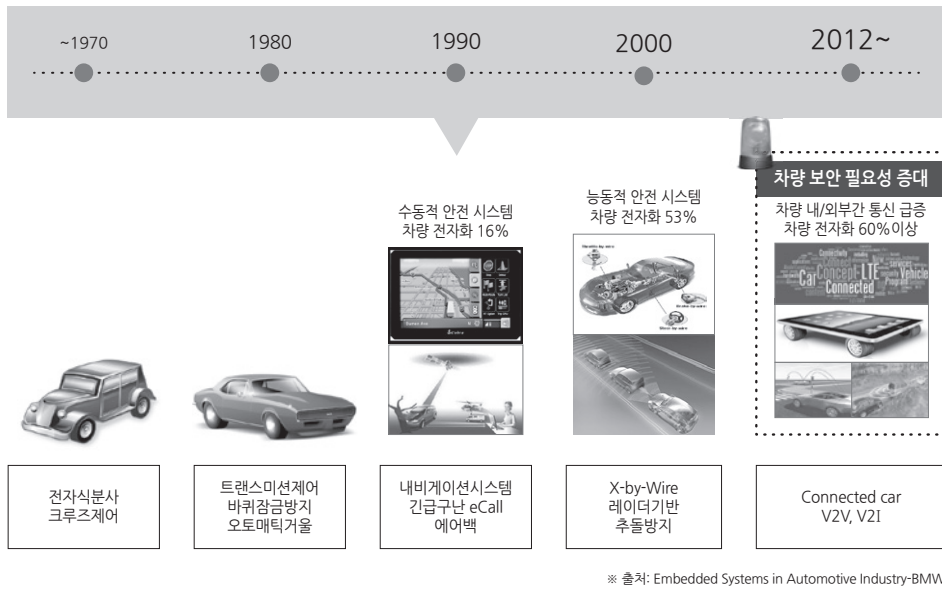 ~1970
1980
1990
2000
2012~
차량 보안 필요성 증대
수동적 안전 시스템
차량 전자화 16%
능동적 안전 시스템
차량 전자화 53%
차량 내/외부간 통신 급증
차량 전자화 60%이상
Connectivity
Car
Concept
LTE
Connected
services
Vehicle
Program
전자식분사
크루즈제어
트랜스미션제어
바퀴잠금방지
오토매틱거울
내비게이션시스템
긴급구난 eCall
에어백
X-by-Wire
레이더기반
추돌방지
Connected car
V2V, V2I
※ 출처: Embedded Systems in Automotive Industry-BMW